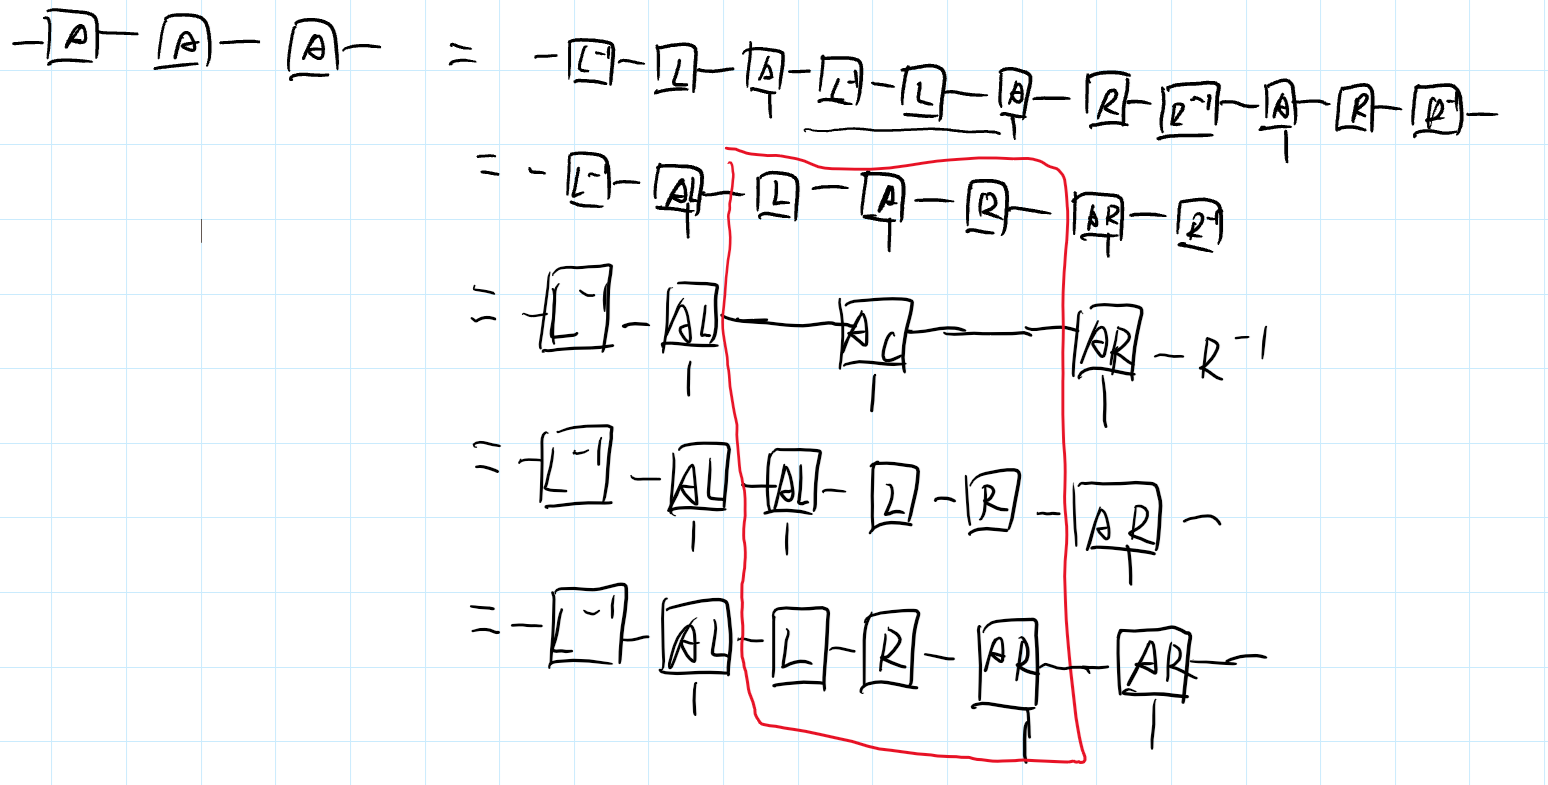 - A - A - A - = - L⁻¹ - L - A - L⁻¹ - L - A - R - R⁻¹ - A - R - R⁻¹ -
= - L⁻¹ - AL - L - A - R - AR - R⁻¹
= - L⁻¹ - AL - AC - AR - R⁻¹
= - L⁻¹ - AL - AL - L - R - AR -
= - L⁻¹ - AL - L - R - AR - AR -